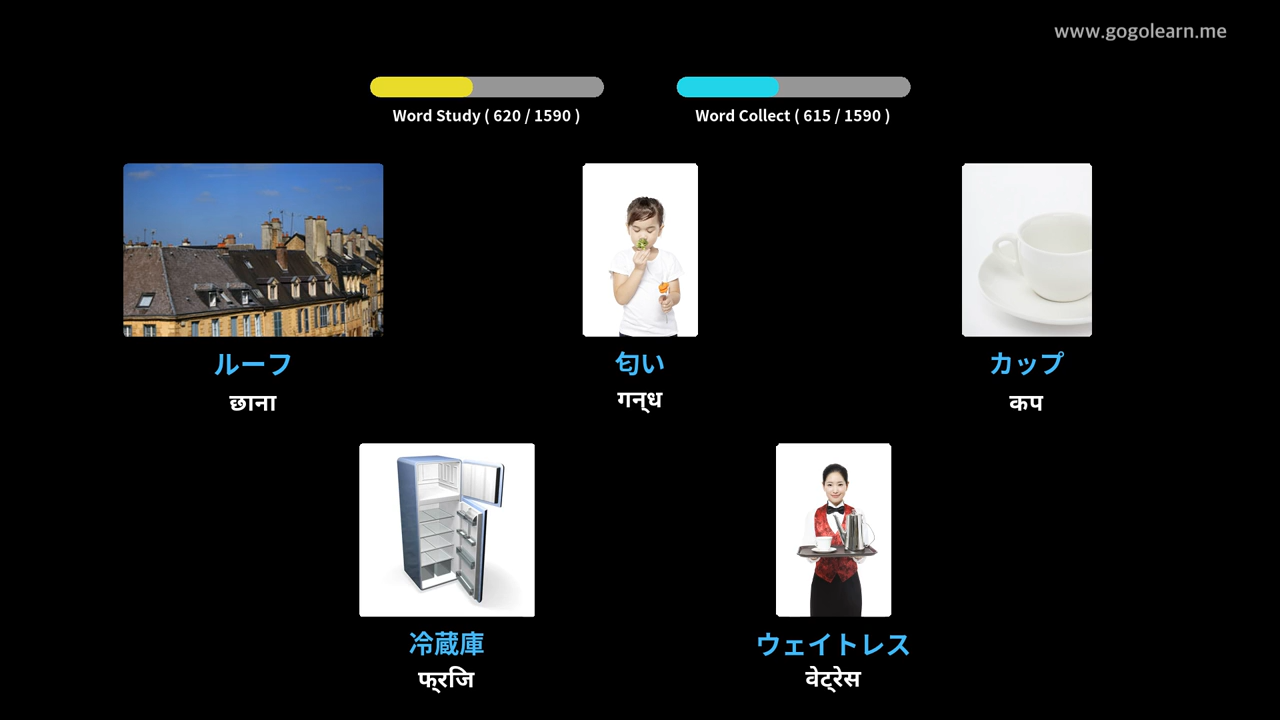 www.gogolearn.me
Word Study ( 620 / 1590 )
Word Collect ( 615 / 1590 )
ルーフ
छाना
匂い
गन्ध
カップ
कप
冷蔵庫
फ्रजि
ウェイトレス
वेट्रेस